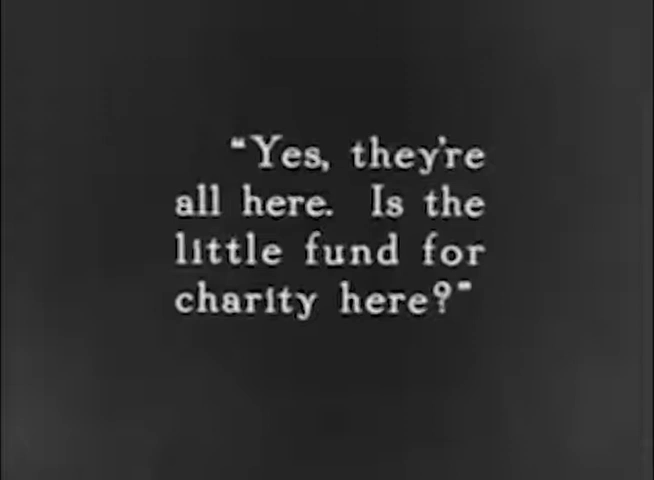 "Yes, they're
all here. Is the
little fund for
charity here?"